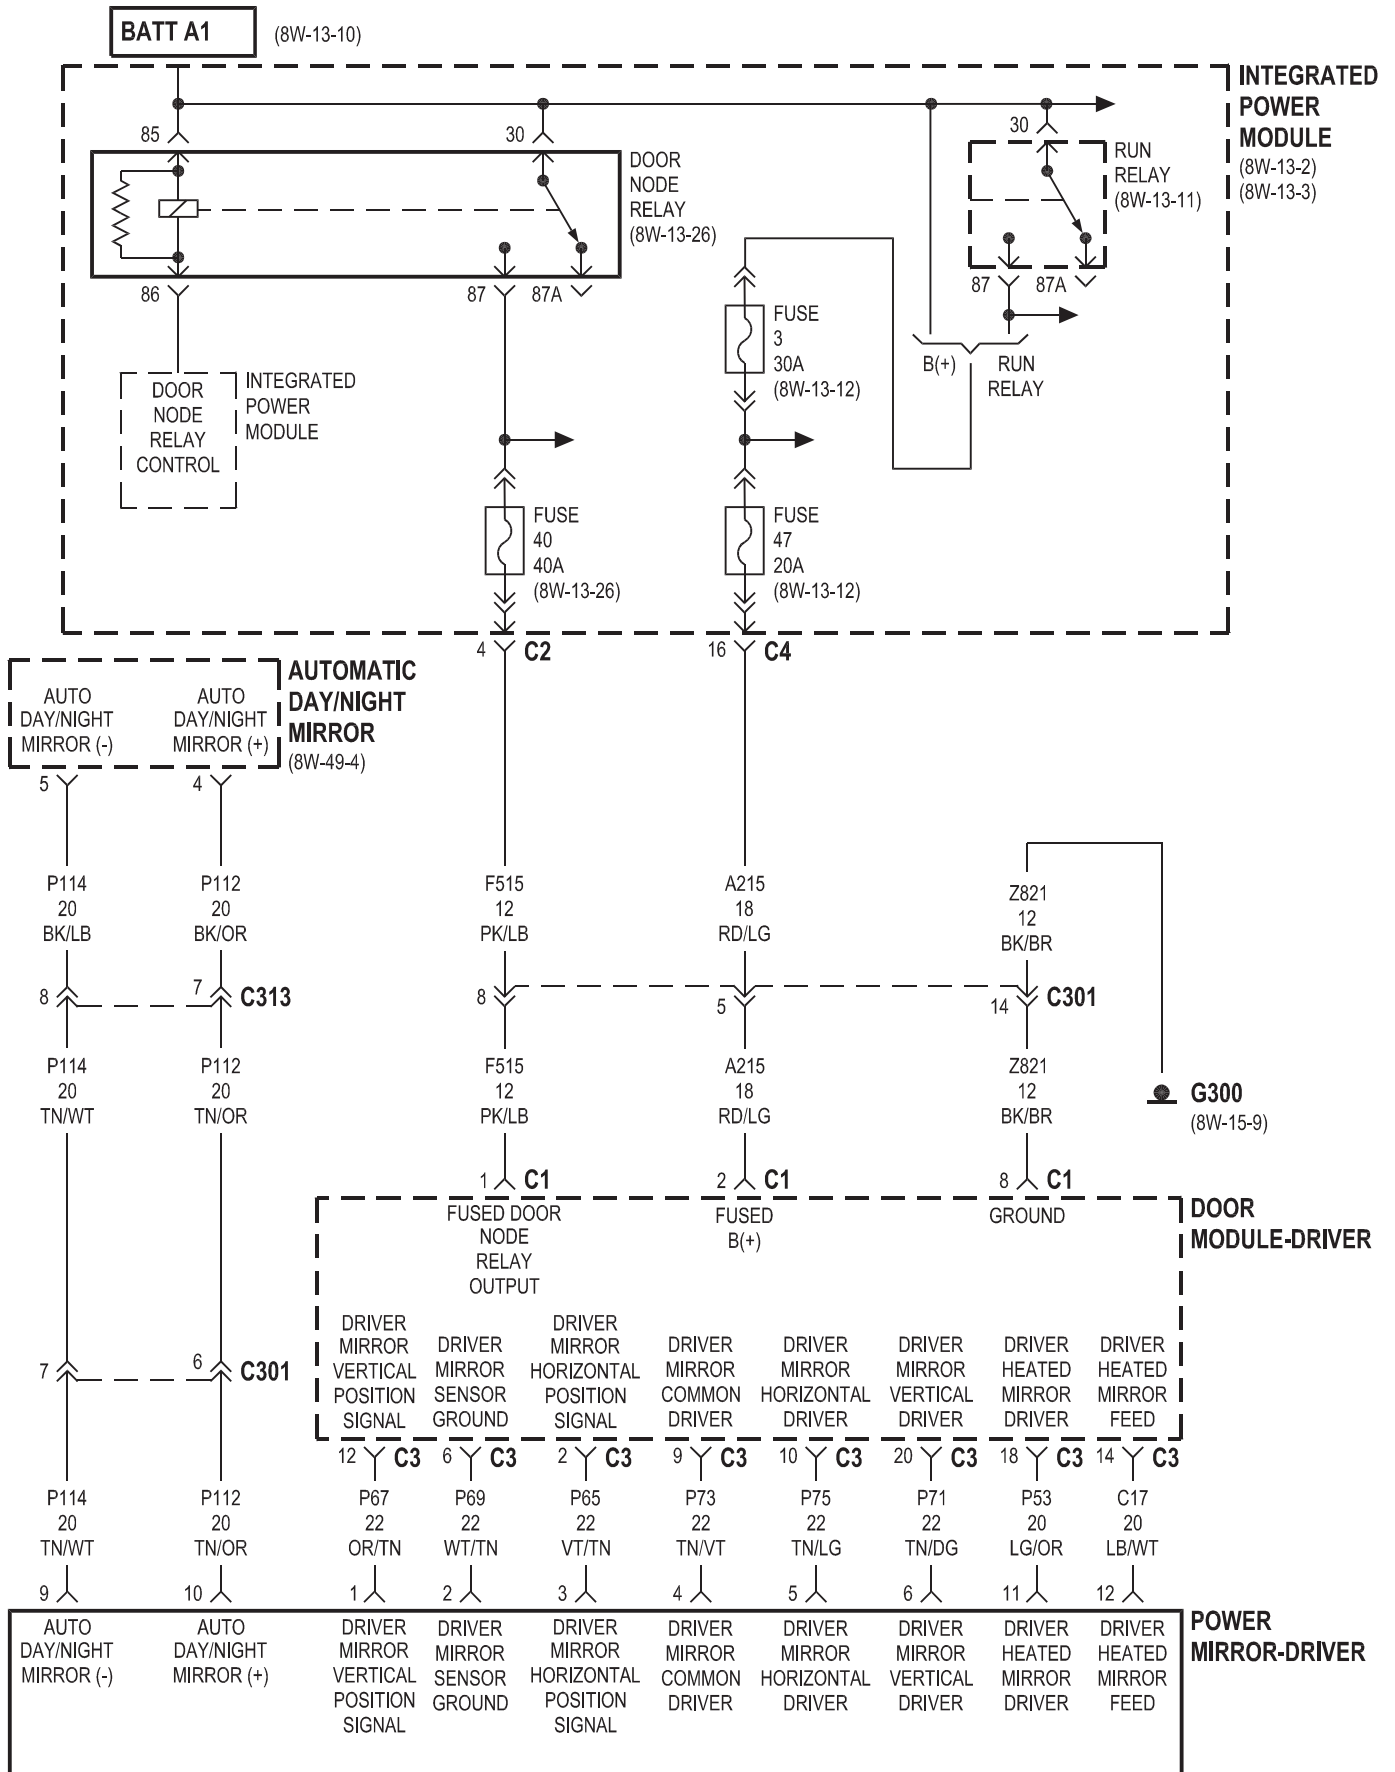 BATT A1
(8W-13-10)
INTEGRATED
POWER
MODULE
(8W-13-2)
(8W-13-3)
85
30
30
DOOR
NODE
RELAY
(8W-13-26)
RUN
RELAY
(8W-13-11)
86
87
87A
87
87A
FUSE
3
30A
(8W-13-12)
B(+)
RUN
RELAY
DOOR
NODE
RELAY
CONTROL
INTEGRATED
POWER
MODULE
FUSE
40
40A
(8W-13-26)
FUSE
47
20A
(8W-13-12)
4
C2
16
C4
AUTO
DAY/NIGHT
MIRROR (-)
AUTO
DAY/NIGHT
MIRROR (+)
AUTOMATIC
DAY/NIGHT
MIRROR
(8W-49-4)
5
4
P114
20
BK/LB
P112
20
BK/OR
F515
12
PK/LB
A215
18
RD/LG
Z821
12
BK/BR
8
7
C313
8
5
14
C301
P114
20
TN/WT
P112
20
TN/OR
F515
12
PK/LB
A215
18
RD/LG
Z821
12
BK/BR
G300
(8W-15-9)
1
C1
2
C1
8
C1
FUSED DOOR
NODE
RELAY
OUTPUT
FUSED
B(+)
GROUND
DOOR
MODULE-DRIVER
7
6
C301
DRIVER
MIRROR
VERTICAL
POSITION
SIGNAL
DRIVER
MIRROR
SENSOR
GROUND
DRIVER
MIRROR
HORIZONTAL
POSITION
SIGNAL
DRIVER
MIRROR
COMMON
DRIVER
DRIVER
MIRROR
HORIZONTAL
DRIVER
DRIVER
MIRROR
VERTICAL
DRIVER
DRIVER
HEATED
MIRROR
DRIVER
DRIVER
HEATED
MIRROR
FEED
12
C3
6
C3
2
C3
9
C3
10
C3
20
C3
18
C3
14
C3
P114
20
TN/WT
P112
20
TN/OR
P67
22
OR/TN
P69
22
WT/TN
P65
22
VT/TN
P73
22
TN/VT
P75
22
TN/LG
P71
22
TN/DG
P53
20
LG/OR
C17
20
LB/WT
9
10
1
2
3
4
5
6
11
12
AUTO
DAY/NIGHT
MIRROR (-)
AUTO
DAY/NIGHT
MIRROR (+)
DRIVER
MIRROR
VERTICAL
POSITION
SIGNAL
DRIVER
MIRROR
SENSOR
GROUND
DRIVER
MIRROR
HORIZONTAL
POSITION
SIGNAL
DRIVER
MIRROR
COMMON
DRIVER
DRIVER
MIRROR
HORIZONTAL
DRIVER
DRIVER
MIRROR
VERTICAL
DRIVER
DRIVER
HEATED
MIRROR
DRIVER
DRIVER
HEATED
MIRROR
FEED
POWER
MIRROR-DRIVER